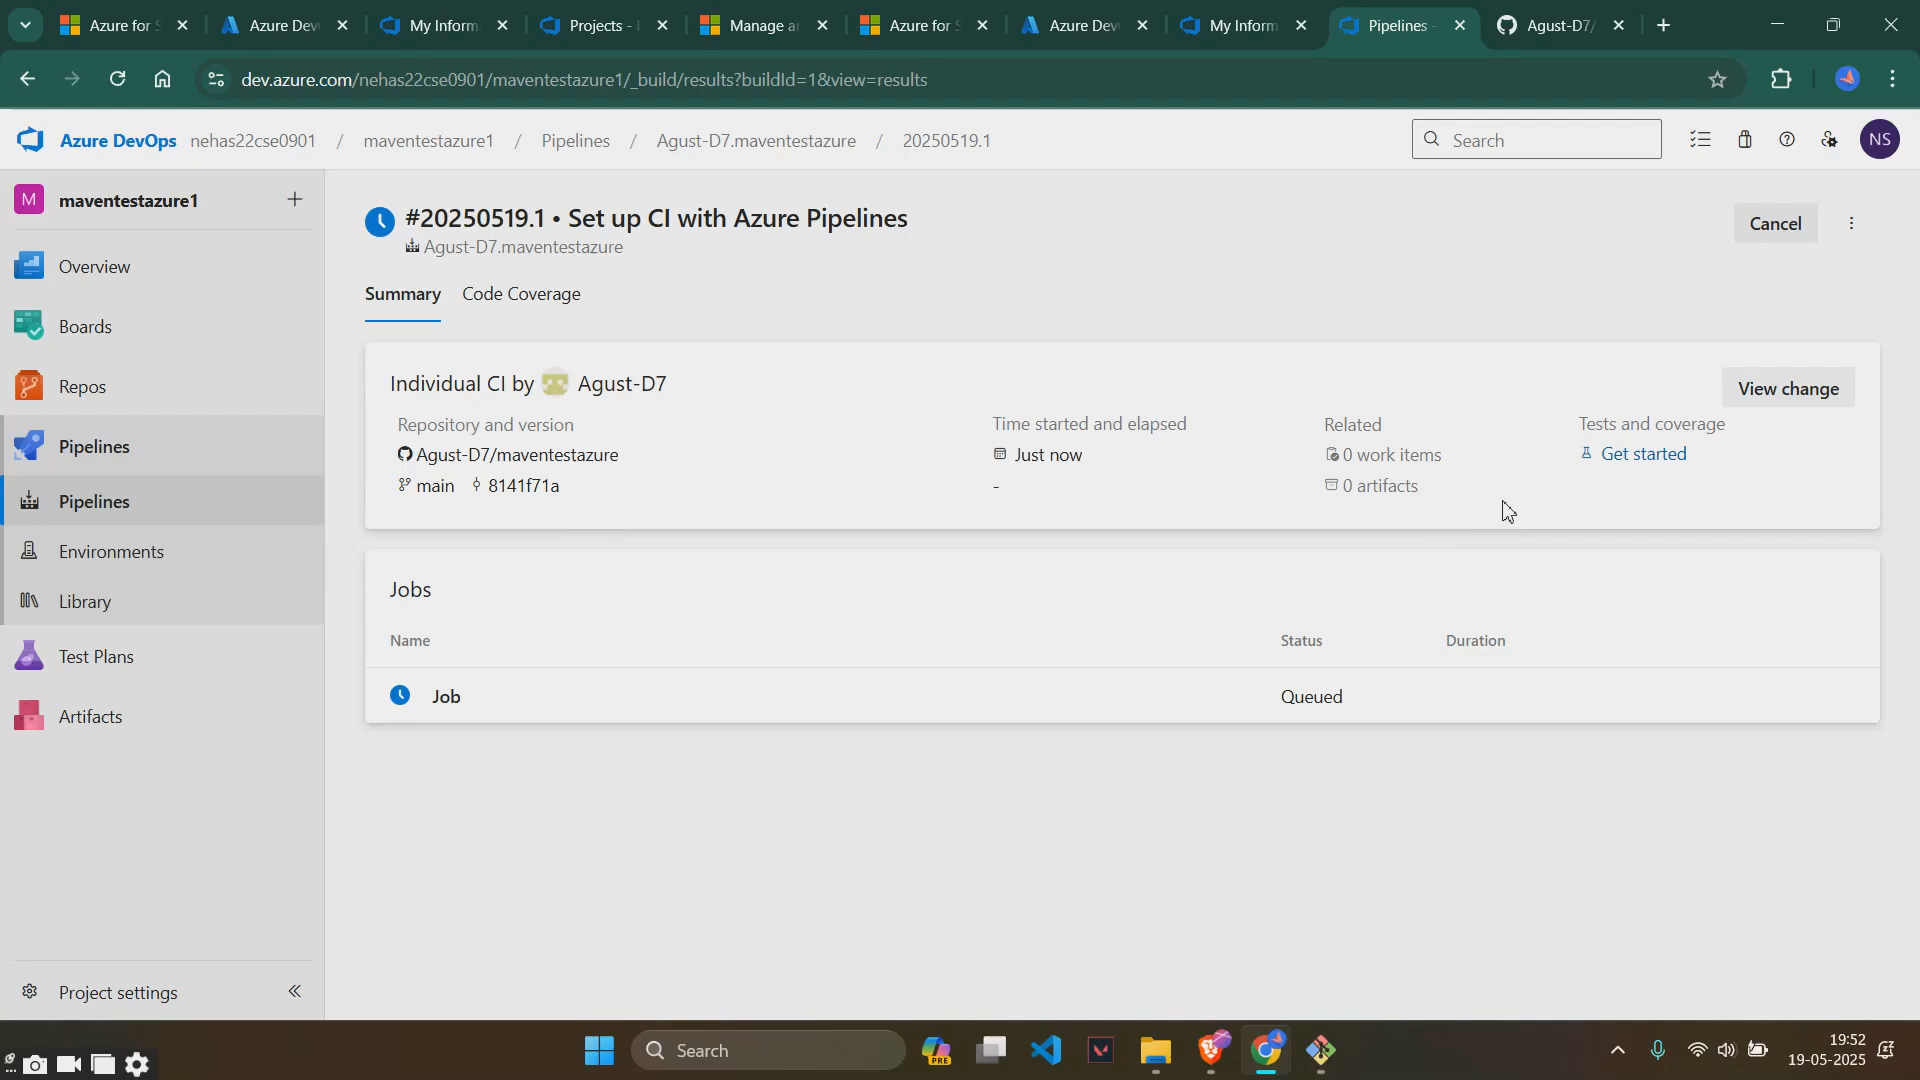 Azure for S
Azure Dev
My Inform
Projects -
Manage a
Azure for S
Azure Dev
My Inform
Pipelines -
Agust-D7/
dev.azure.com/nehas22cse0901/maventestazure1/_build/results?buildId=1&view=results
Azure DevOps nehas22cse0901 / maventestazure1 / Pipelines / Agust-D7.maventestazure / 20250519.1
Search
NS
M maventestazure1
Overview
Boards
Repos
Pipelines
Pipelines
Environments
Library
Test Plans
Artifacts
Project settings
#20250519.1 • Set up CI with Azure Pipelines
Agust-D7.maventestazure
Cancel
Summary Code Coverage
Individual CI by Agust-D7
View change
Repository and version
Agust-D7/maventestazure
main 8141f71a
Time started and elapsed
Just now
-
Related
0 work items
0 artifacts
Tests and coverage
Get started
Jobs
Name Status Duration
Job Queued
Search
PRE
19:52
19-05-2025